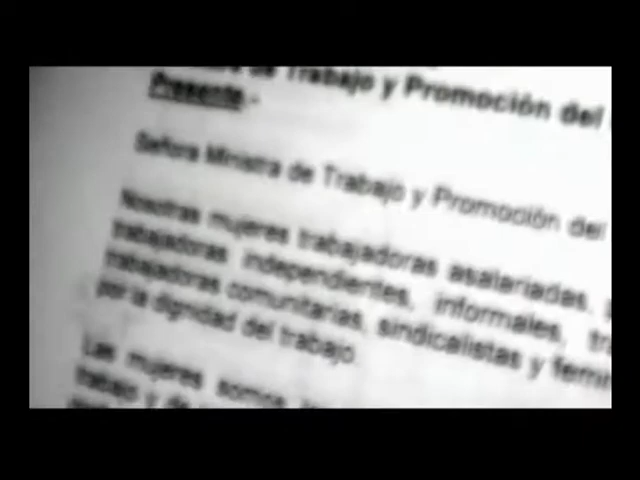 de Trabajo y Promoción del
Presente.-
Señora Ministra de Trabajo y Promoción del
Nosotras mujeres trabajadoras asalariadas,
trabajadoras independientes, informales,
trabajadoras comunitarias, sindicalistas y
por la dignidad del trabajo.
Las mujeres somos
trabajo y de